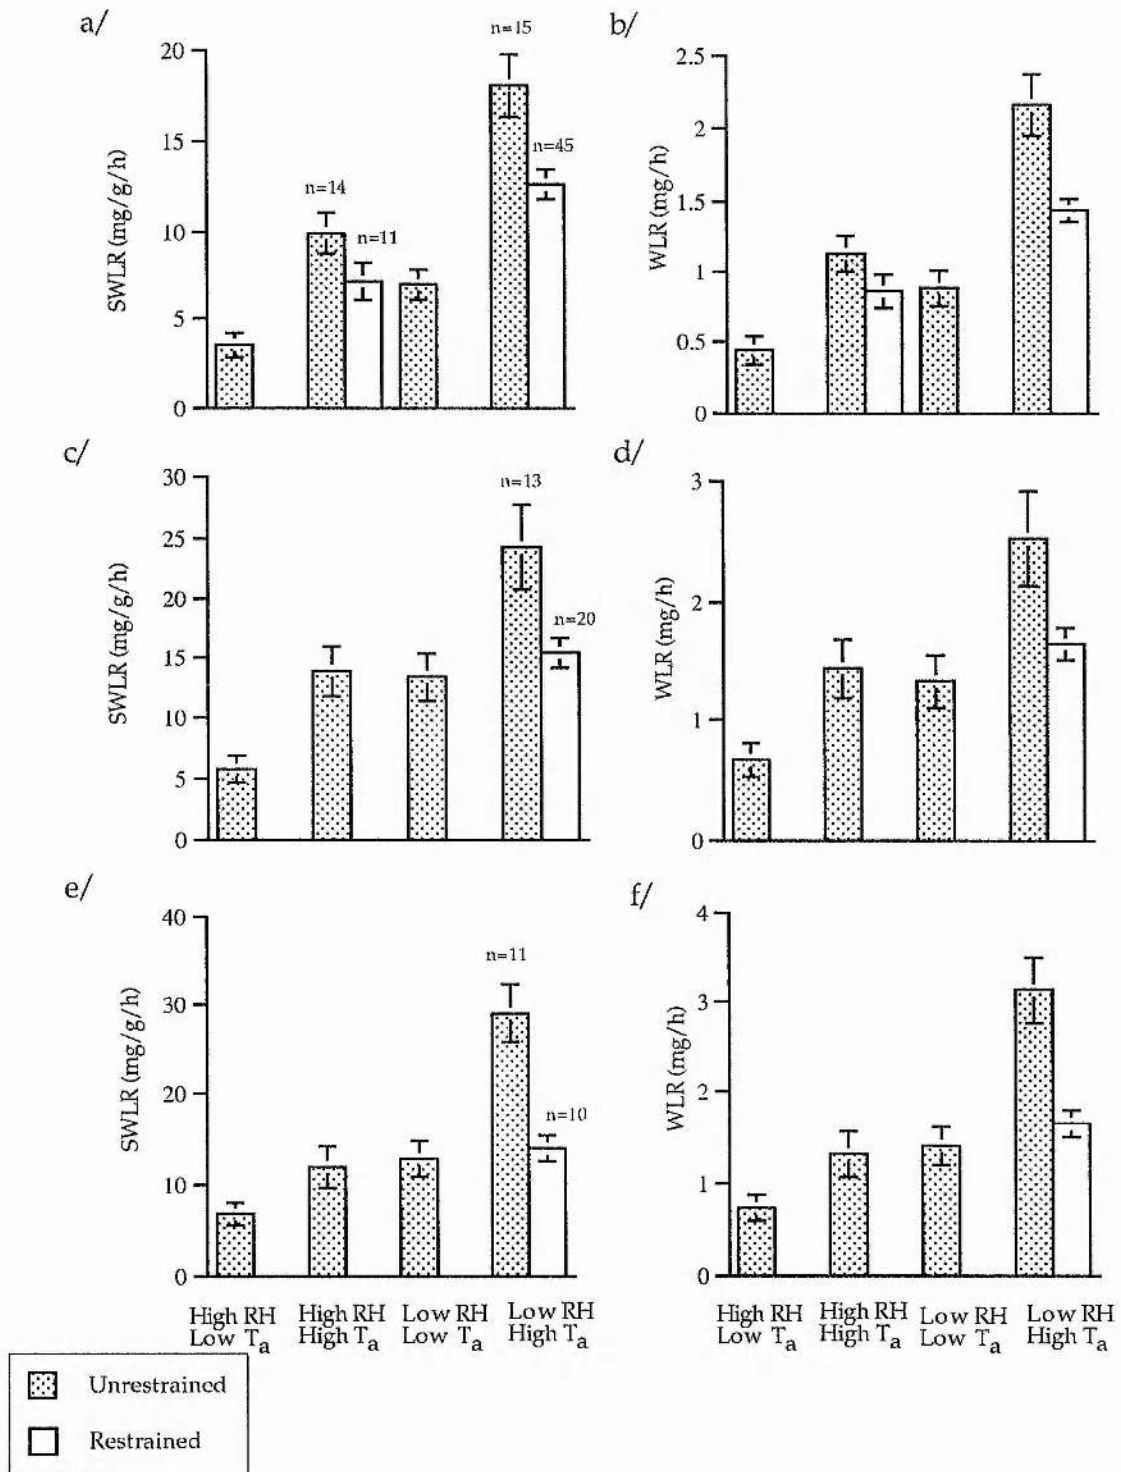 a/
n=15
20
15
10
5
0
SWLR (mg/g/h)
n=14
n=11
n=45
b/
2.5
2
1.5
1
0.5
0
WLR (mg/h)
c/
n=13
30
25
20
15
10
5
0
SWLR (mg/g/h)
n=20
d/
3
2
1
0
WLR (mg/h)
e/
40
30
20
10
0
SWLR (mg/g/h)
n=11
n=10
f/
4
3
2
1
0
WLR (mg/h)
High RH
Low Ta
High RH
High Ta
Low RH
Low Ta
Low RH
High Ta
High RH
Low Ta
High RH
High Ta
Low RH
Low Ta
Low RH
High Ta
Unrestrained
Restrained